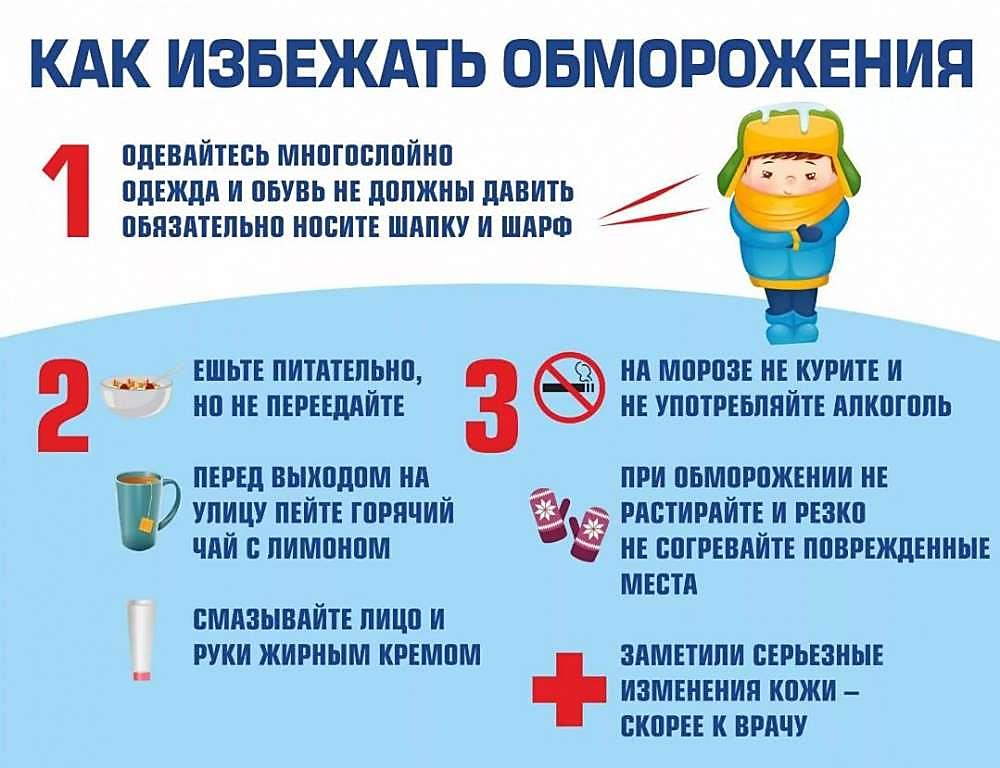 КАК ИЗБЕЖАТЬ ОБМОРОЖЕНИЯ
1
ОДЕВАЙТЕСЬ МНОГОСЛОЙНО
ОДЕЖДА И ОБУВЬ НЕ ДОЛЖНЫ ДАВИТЬ
ОБЯЗАТЕЛЬНО НОСИТЕ ШАПКУ И ШАРФ
2
ЕШЬТЕ ПИТАТЕЛЬНО,
НО НЕ ПЕРЕЕДАЙТЕ
ПЕРЕД ВЫХОДОМ НА
УЛИЦУ ПЕЙТЕ ГОРЯЧИЙ
ЧАЙ С ЛИМОНОМ
СМАЗЫВАЙТЕ ЛИЦО И
РУКИ ЖИРНЫМ КРЕМОМ
3
НА МОРОЗЕ НЕ КУРИТЕ И
НЕ УПОТРЕБЛЯЙТЕ АЛКОГОЛЬ
ПРИ ОБМОРОЖЕНИИ НЕ
РАСТИРАЙТЕ И РЕЗКО
НЕ СОГРЕВАЙТЕ ПОВРЕЖДЕННЫЕ
МЕСТА
ЗАМЕТИЛИ СЕРЬЕЗНЫЕ
ИЗМЕНЕНИЯ КОЖИ –
СКОРЕЕ К ВРАЧУ